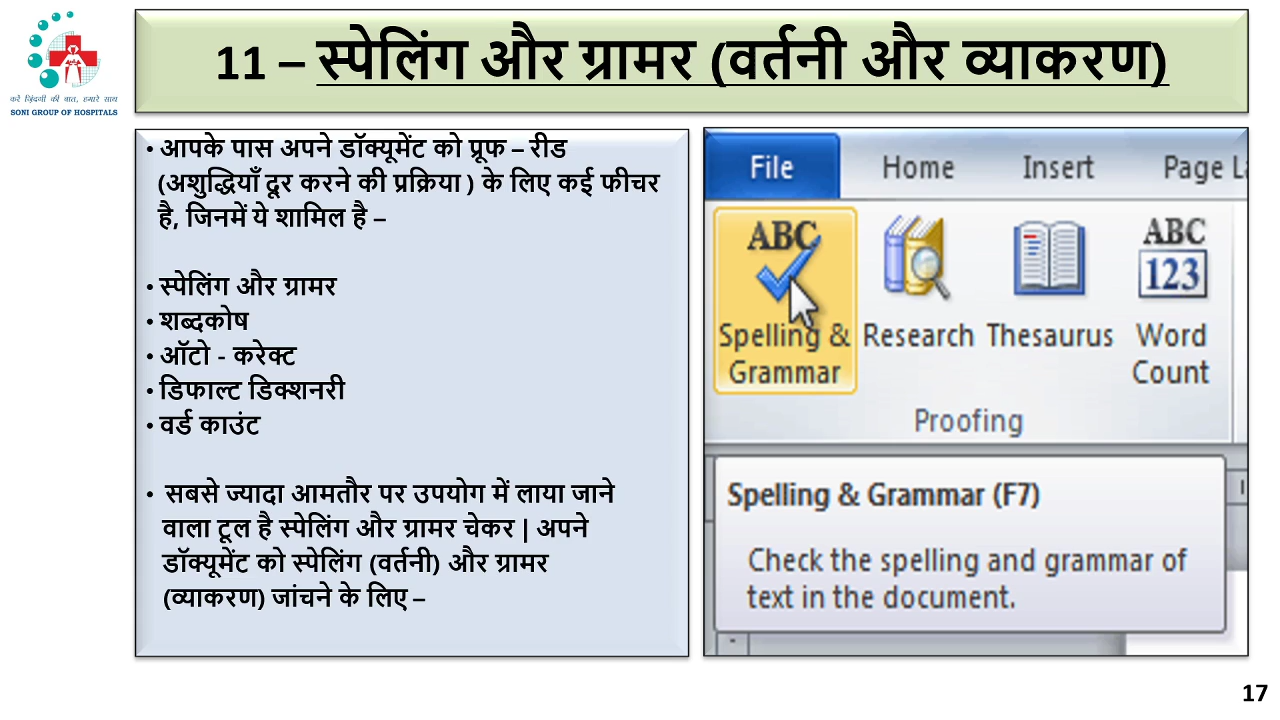 करें ज़िंदगी की बात, हमारे साथ
SONI GROUP OF HOSPITALS
11 – स्पेलिंग और ग्रामर (वर्तनी और व्याकरण)
• आपके पास अपने डॉक्यूमेंट को प्रूफ – रीड
(अशुद्धियाँ दूर करने की प्रक्रिया ) के लिए कई फीचर
है, जिनमें ये शामिल है –
• स्पेलिंग और ग्रामर
• शब्दकोष
• ऑटो - करेक्ट
• डिफाल्ट डिक्शनरी
• वर्ड काउंट
• सबसे ज्यादा आमतौर पर उपयोग में लाया जाने
वाला टूल है स्पेलिंग और ग्रामर चेकर | अपने
डॉक्यूमेंट को स्पेलिंग (वर्तनी) और ग्रामर
(व्याकरण) जांचने के लिए –
File Home Insert Page La
ABC ABC
123
Spelling & Research Thesaurus Word
Grammar Count
Proofing
Spelling & Grammar (F7)
Check the spelling and grammar of
text in the document.
17